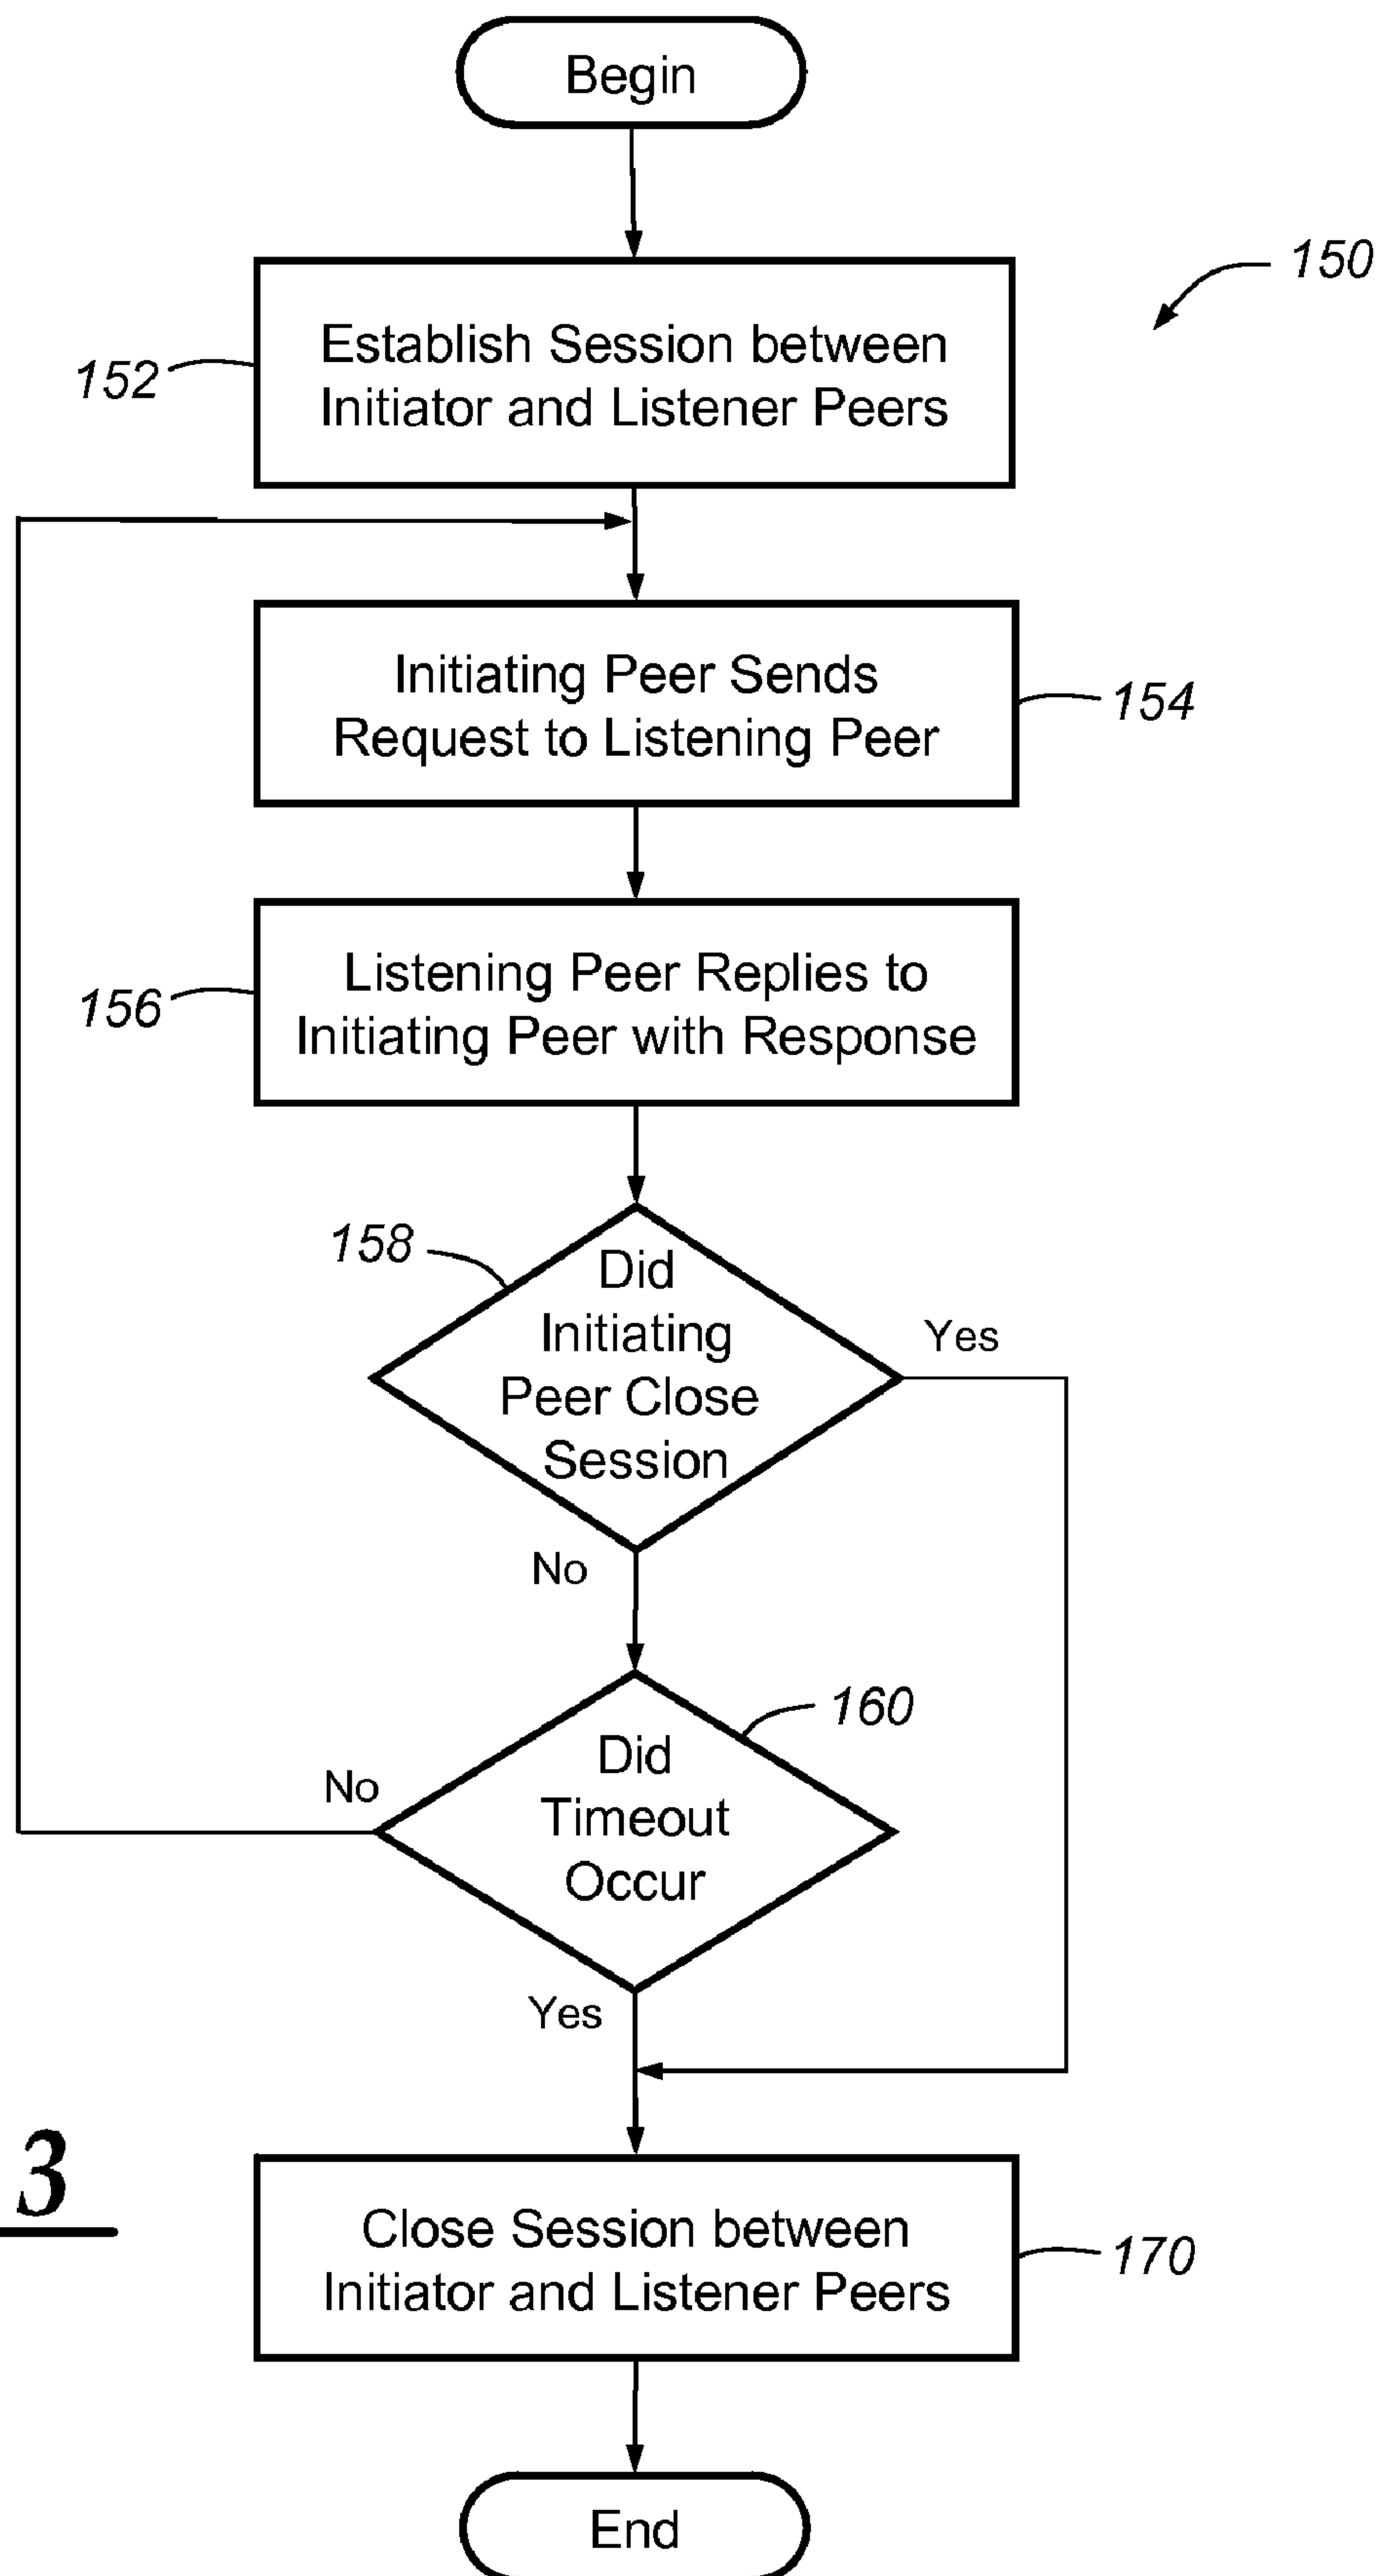 Begin
150
152
Establish Session between
Initiator and Listener Peers
Initiating Peer Sends
Request to Listening Peer
154
156
Listening Peer Replies to
Initiating Peer with Response
158
Did
Initiating
Peer Close
Session
Yes
No
160
Did
Timeout
Occur
No
Yes
3
Close Session between
Initiator and Listener Peers
170
End